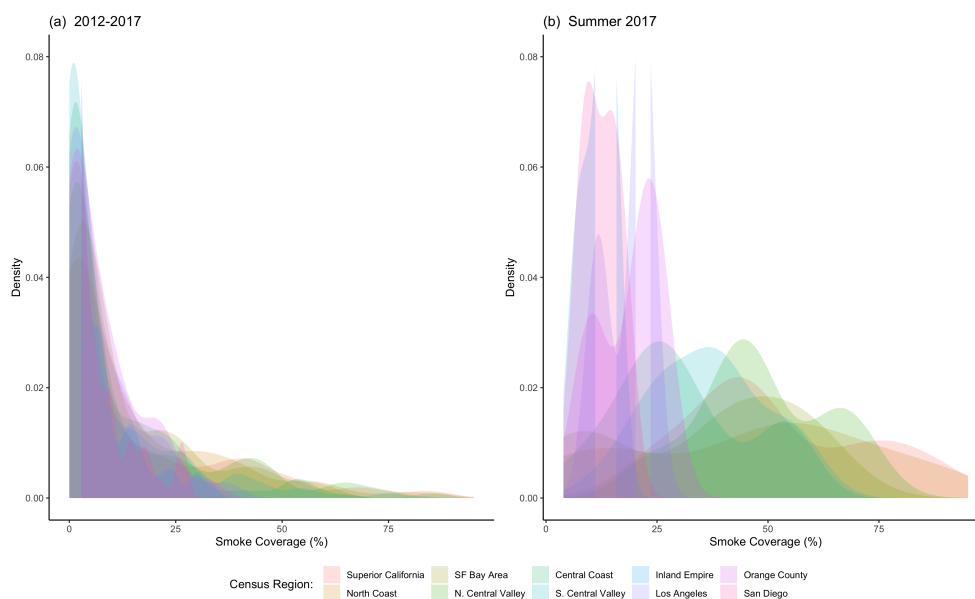 (a) 2012-2017
(b) Summer 2017
0.08
0.06
0.04
0.02
0.00
Density
0 25 50 75
Smoke Coverage (%)
0.08
0.06
0.04
0.02
0.00
Density
0 25 50 75
Smoke Coverage (%)
Census Region:
Superior California SF Bay Area Central Coast Inland Empire Orange County
North Coast N. Central Valley S. Central Valley Los Angeles San Diego